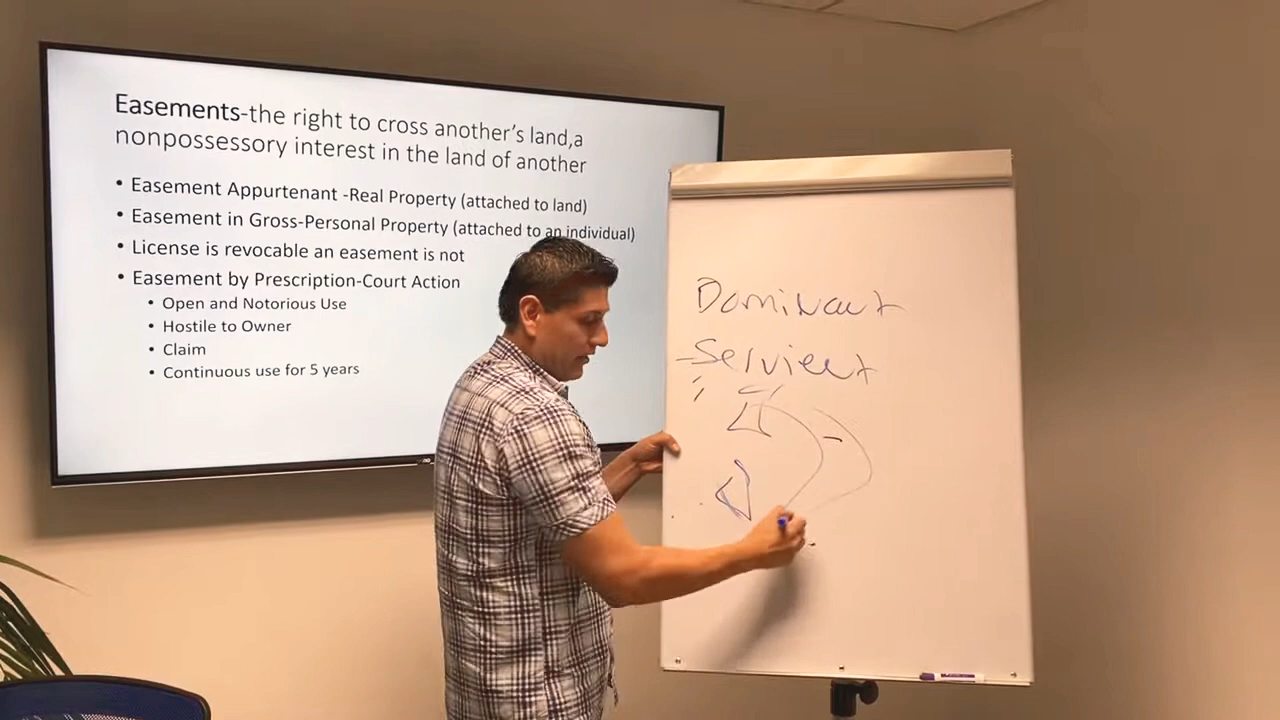 Easements-the right to cross another's land,a
nonpossessory interest in the land of another
• Easement Appurtenant -Real Property (attached to land)
• Easement in Gross-Personal Property (attached to an individual)
• License is revocable an easement is not
• Easement by Prescription-Court Action
• Open and Notorious Use
• Hostile to Owner
• Claim
• Continuous use for 5 years
Dominant
-Servient